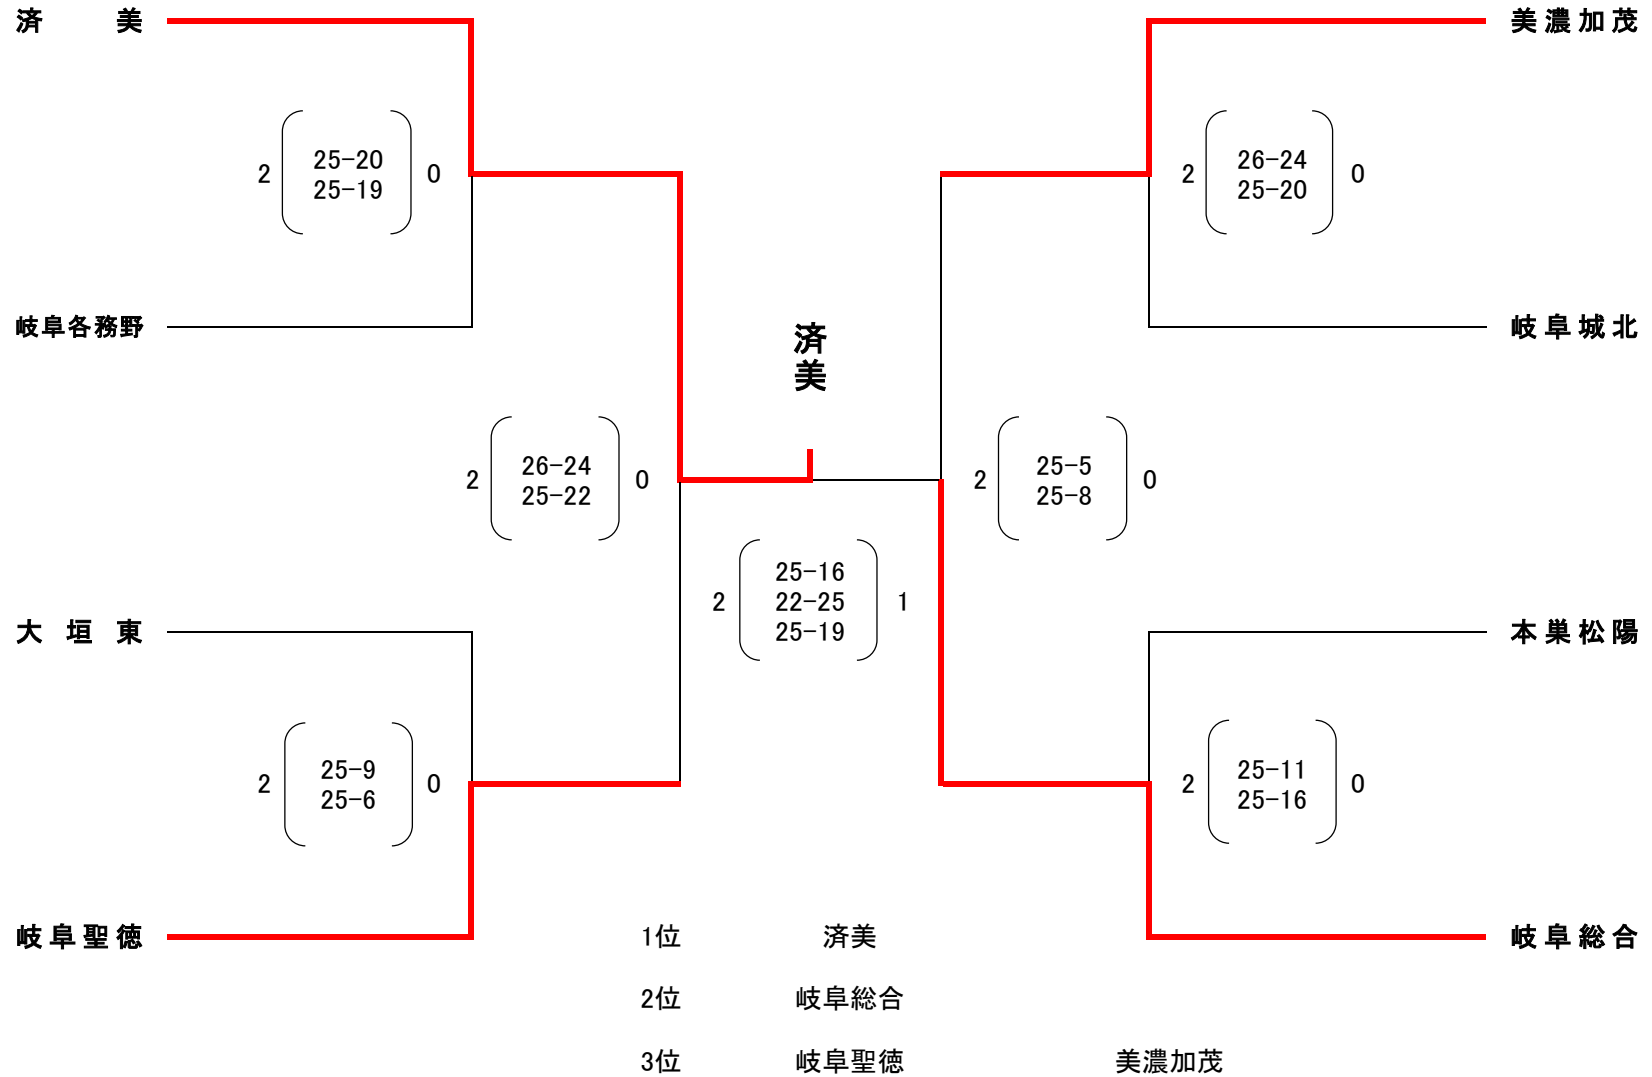 済美
美濃加茂
2 25-20 0
25-19
2 26-24 0
25-20
岐阜各務野
岐阜城北
済美
2 26-24 0
25-22
2 25-5 0
25-8
2 25-16 1
22-25
25-19
大垣東
本巣松陽
2 25-9 0
25-6
2 25-11 0
25-16
岐阜聖徳
岐阜総合
1位 済美
2位 岐阜総合
3位 岐阜聖徳 美濃加茂